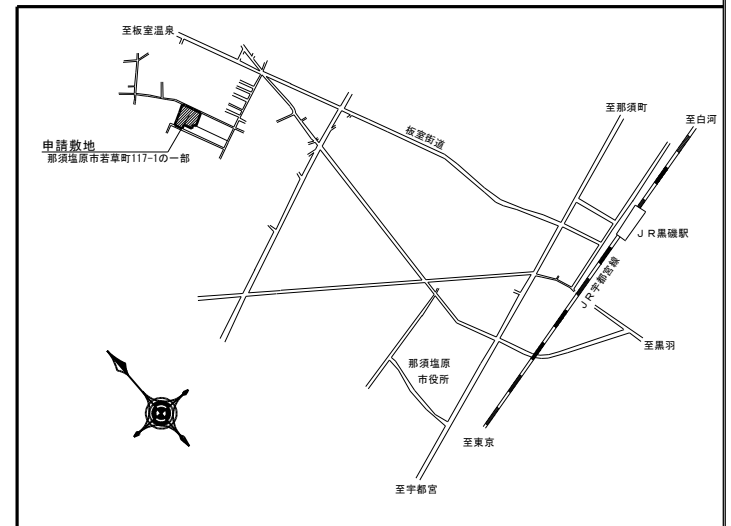 至板室温泉
至那須町
至白河
板室街道
申請敷地
那須塩原市若草町117-1の一部
JR黒磯駅
JR宇都宮線
至黒羽
那須塩原
市役所
至東京
至宇都宮